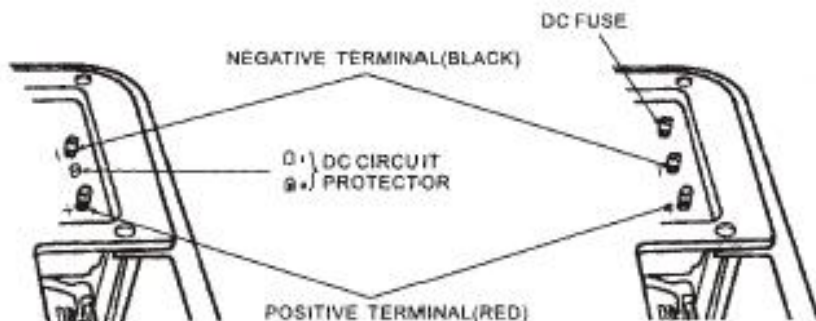 DC FUSE
NEGATIVE TERMINAL(BLACK)
DC CIRCUIT
PROTECTOR
POSITIVE TERMINAL(RED)